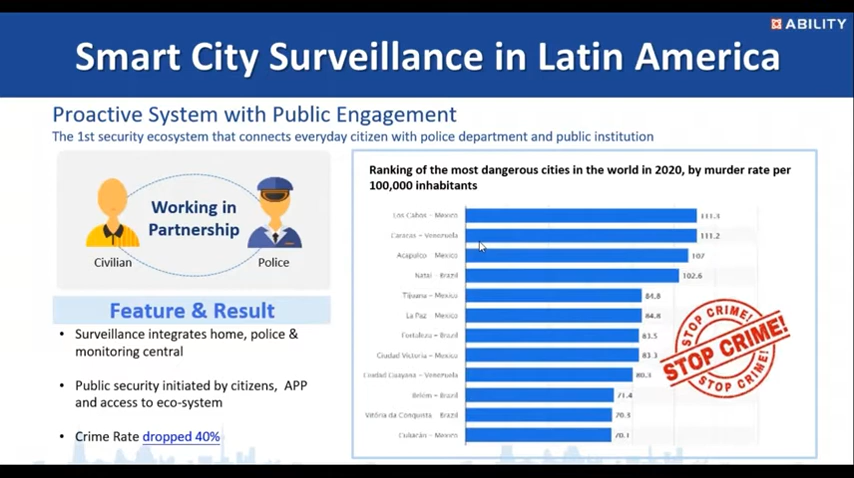 ABILITY
Smart City Surveillance in Latin America
Proactive System with Public Engagement
The 1st security ecosystem that connects everyday citizen with police department and public institution
Working in
Partnership
Civilian
Police
Feature & Result
• Surveillance integrates home, police &
monitoring central
• Public security initiated by citizens, APP
and access to eco-system
• Crime Rate dropped 40%
Ranking of the most dangerous cities in the world in 2020, by murder rate per
100,000 inhabitants
Los Cabos – Mexico 111.3
Caracas – Venezuela 111.2
Acapulco – Mexico 107
Natal – Brazil 102.6
Tijuana – Mexico 84.8
La Paz – Mexico 84.8
Fortaleza – Brazil 83.5
Ciudad Victoria – Mexico 83.3
Ciudad Guayana – Venezuela 80.3
Belém – Brazil 71.4
Vitória da Conquista – Brazil 70.3
Culiacán – Mexico 70.1
STOP CRIME!
STOP CRIME!
STOP CRIME!